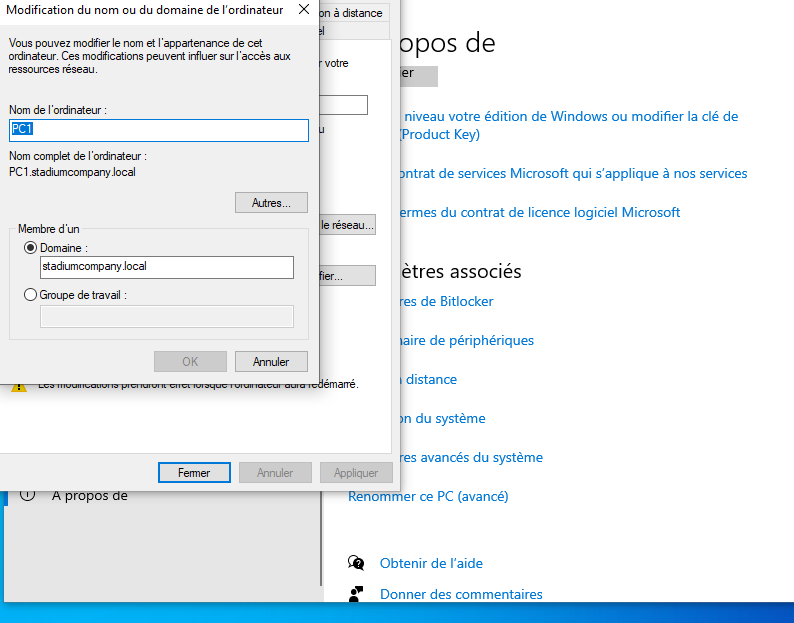 Modification du nom ou du domaine de l'ordinateur
Vous pouvez modifier le nom et l'appartenance de cet
ordinateur. Ces modifications peuvent influer sur l'accès aux
ressources réseau.
Nom de l'ordinateur :
PC1
Nom complet de l'ordinateur :
PC1.stadiumcompany.local
Autres...
Membre d'un
Domaine :
stadiumcompany.local
Groupe de travail :
OK
Annuler
à distance
votre
le réseau...
Les modifications prendront effet lorsque l'ordinateur aura redémarré.
Fermer
Annuler
Appliquer
À propos de
opos de
niveau votre édition de Windows ou modifier la clé de
(Product Key)
ontrat de services Microsoft qui s'applique à nos services
ermes du contrat de licence logiciel Microsoft
ètres associés
res de Bitlocker
naire de périphériques
distance
on du système
res avancés du système
Renommer ce PC (avancé)
Obtenir de l'aide
Donner des commentaires